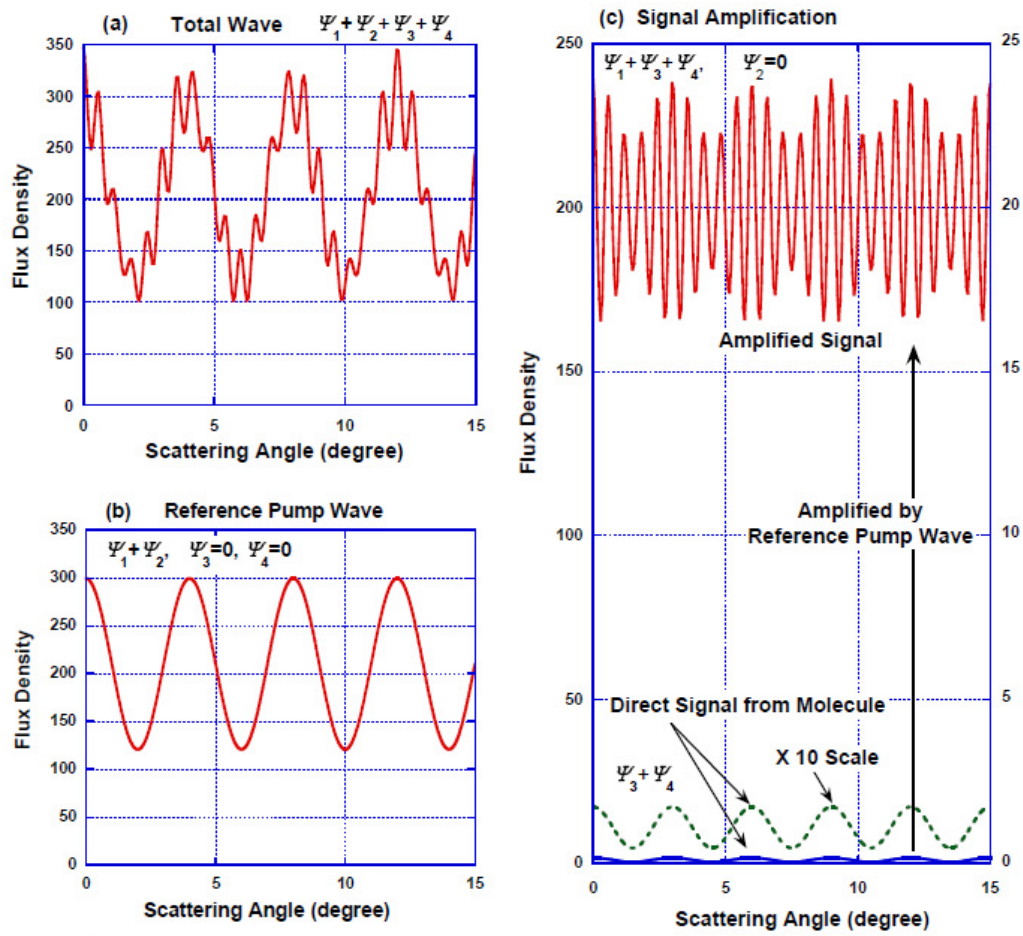 (a) Total Wave Ψ1 + Ψ2 + Ψ3 + Ψ4
350
300
250
200
150
100
50
0
Flux Density
0 5 10 15
Scattering Angle (degree)
(b) Reference Pump Wave
Ψ1 + Ψ2, Ψ3=0, Ψ4=0
350
300
250
200
150
100
50
0
Flux Density
0 5 10 15
Scattering Angle (degree)
(c) Signal Amplification
Ψ1 + Ψ3 + Ψ4, Ψ2=0
250 25
200 20
Amplified Signal
150 15
100 10
Amplified by
Reference Pump Wave
50 5
Direct Signal from Molecule
Ψ3 + Ψ4 X 10 Scale
0 0
Flux Density
0 5 10 15
Scattering Angle (degree)